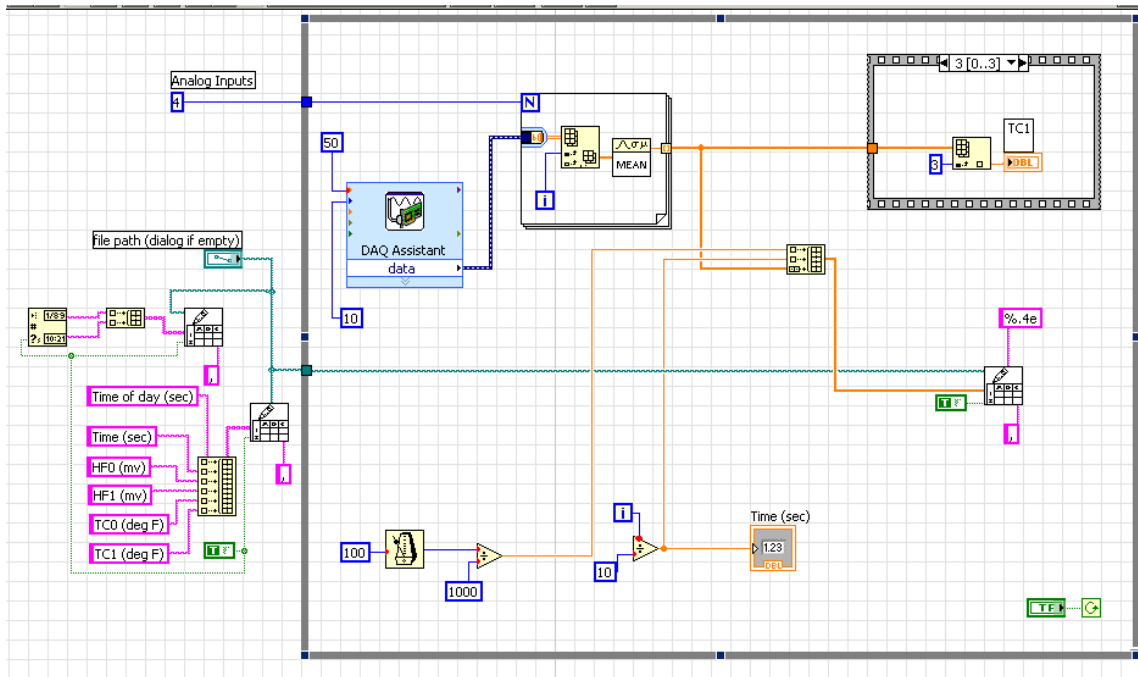 Analog Inputs
4
N
50
i
MEAN
3 [0..3]
TC1
3
DBL
DAQ Assistant
data
10
file path (dialog if empty)
1/89
#
10:21
,
%.4e
Time of day (sec)
T
,
Time (sec)
HF0 (mv)
HF1 (mv)
TC0 (deg F)
TC1 (deg F)
T
,
100
1000
i
10
Time (sec)
1.23
DBL
TF